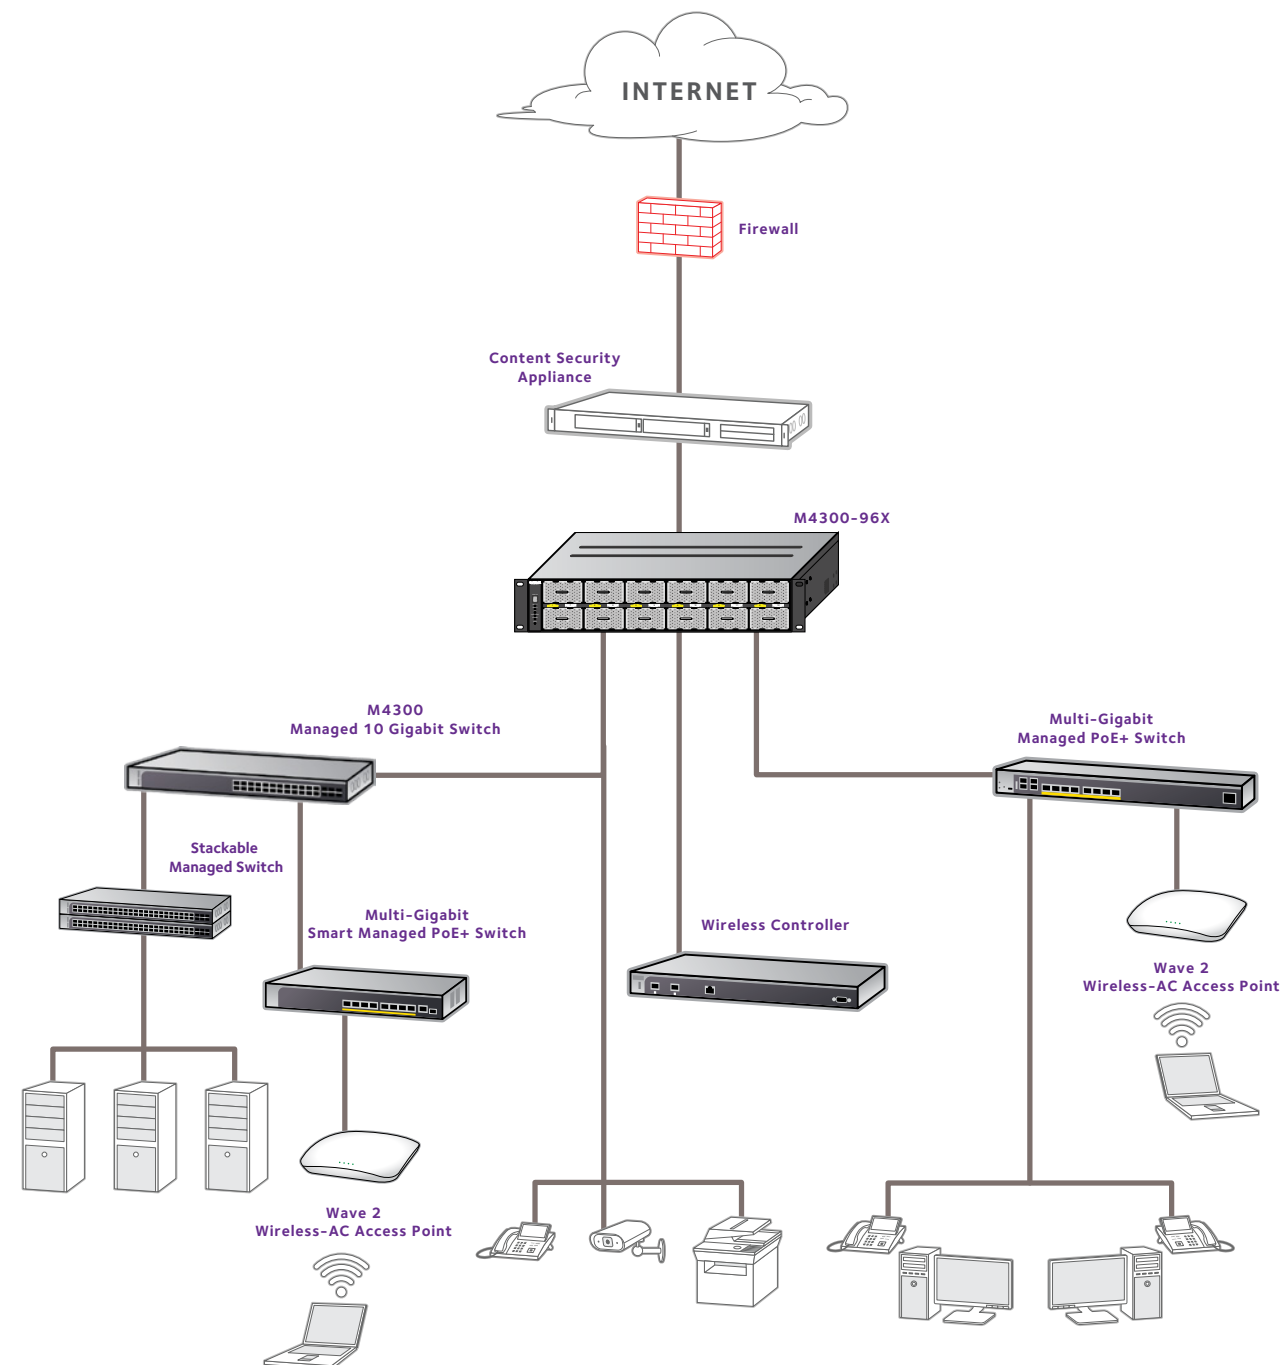 INTERNET
Firewall
Content Security
Appliance
M4300-96X
M4300
Managed 10 Gigabit Switch
Multi-Gigabit
Managed PoE+ Switch
Stackable
Managed Switch
Multi-Gigabit
Smart Managed PoE+ Switch
Wireless Controller
Wave 2
Wireless-AC Access Point
Wave 2
Wireless-AC Access Point